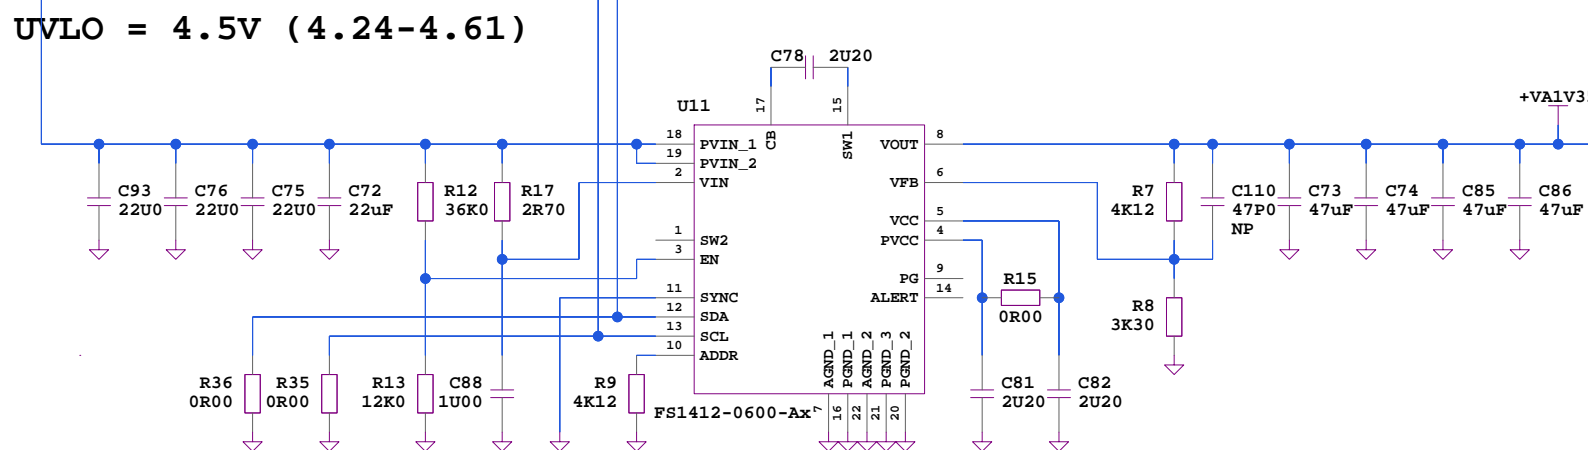 UVLO = 4.5V (4.24-4.61)
C78 2U20
U11
17
15
+VA1V3
CB
SW1
18 PVIN_1
19 PVIN_2
2 VIN
1 SW2
3 EN
11 SYNC
12 SDA
13 SCL
10 ADDR
VOUT 8
VFB 6
VCC 5
PVCC 4
PG 9
ALERT 14
C93
22U0
C76
22U0
C75
22U0
C72
22uF
R12
36K0
R17
2R70
R7
4K12
C110
47P0
NP
C73
47uF
C74
47uF
C85
47uF
C86
47uF
R15
0R00
R8
3K30
AGND_1
PGND_1
AGND_2
PGND_3
PGND_2
R36
0R00
R35
0R00
R13
12K0
C88
1U00
R9
4K12
FS1412-0600-Ax
7
16
22
21
20
C81
2U20
C82
2U20